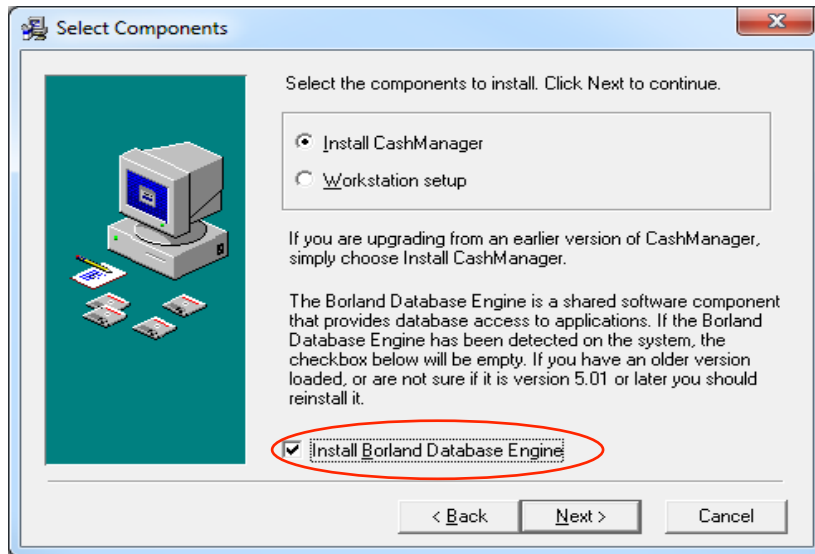 Select Components
Select the components to install. Click Next to continue.
Install CashManager
Workstation setup
If you are upgrading from an earlier version of CashManager,
simply choose Install CashManager.
The Borland Database Engine is a shared software component
that provides database access to applications. If the Borland
Database Engine has been detected on the system, the
checkbox below will be empty. If you have an older version
loaded, or are not sure if it is version 5.01 or later you should
reinstall it.
Install Borland Database Engine
< Back Next > Cancel